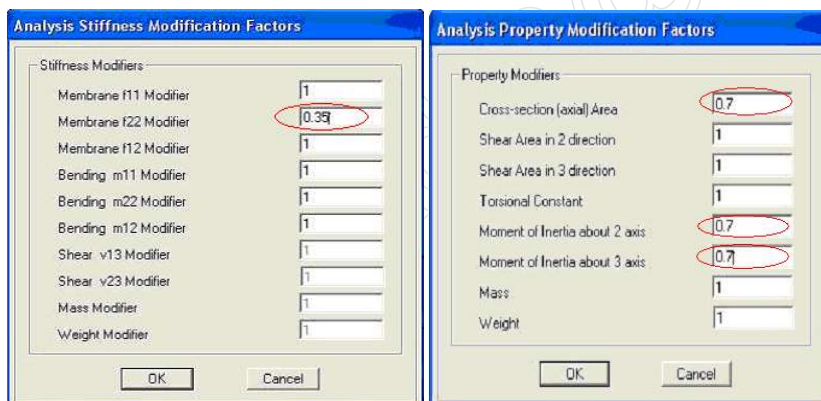 Analysis Stiffness Modification Factors
Stiffness Modifiers
Membrane f11 Modifier 1
Membrane f22 Modifier 0.35
Membrane f12 Modifier 1
Bending m11 Modifier 1
Bending m22 Modifier 1
Bending m12 Modifier 1
Shear v13 Modifier 1
Shear v23 Modifier 1
Mass Modifier 1
Weight Modifier 1
OK Cancel
Analysis Property Modification Factors
Property Modifiers
Cross-section (axial) Area 0.7
Shear Area in 2 direction 1
Shear Area in 3 direction 1
Torsional Constant 1
Moment of Inertia about 2 axis 0.7
Moment of Inertia about 3 axis 0.7
Mass 1
Weight 1
OK Cancel